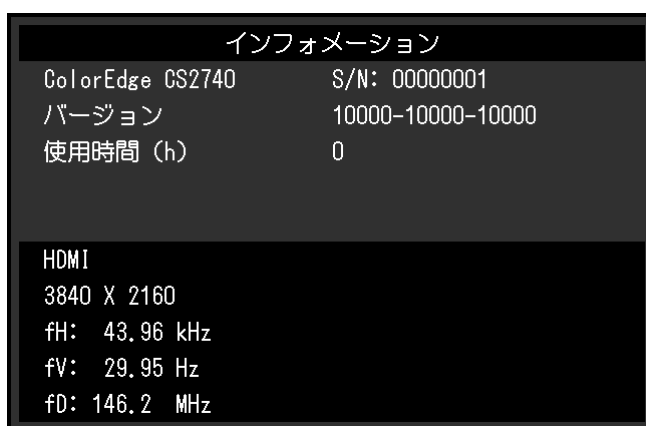 インフォメーション
ColorEdge CS2740 S/N: 00000001
バージョン 10000-10000-10000
使用時間 (h) 0
HDMI
3840 X 2160
fH: 43.96 kHz
fV: 29.95 Hz
fD: 146.2 MHz